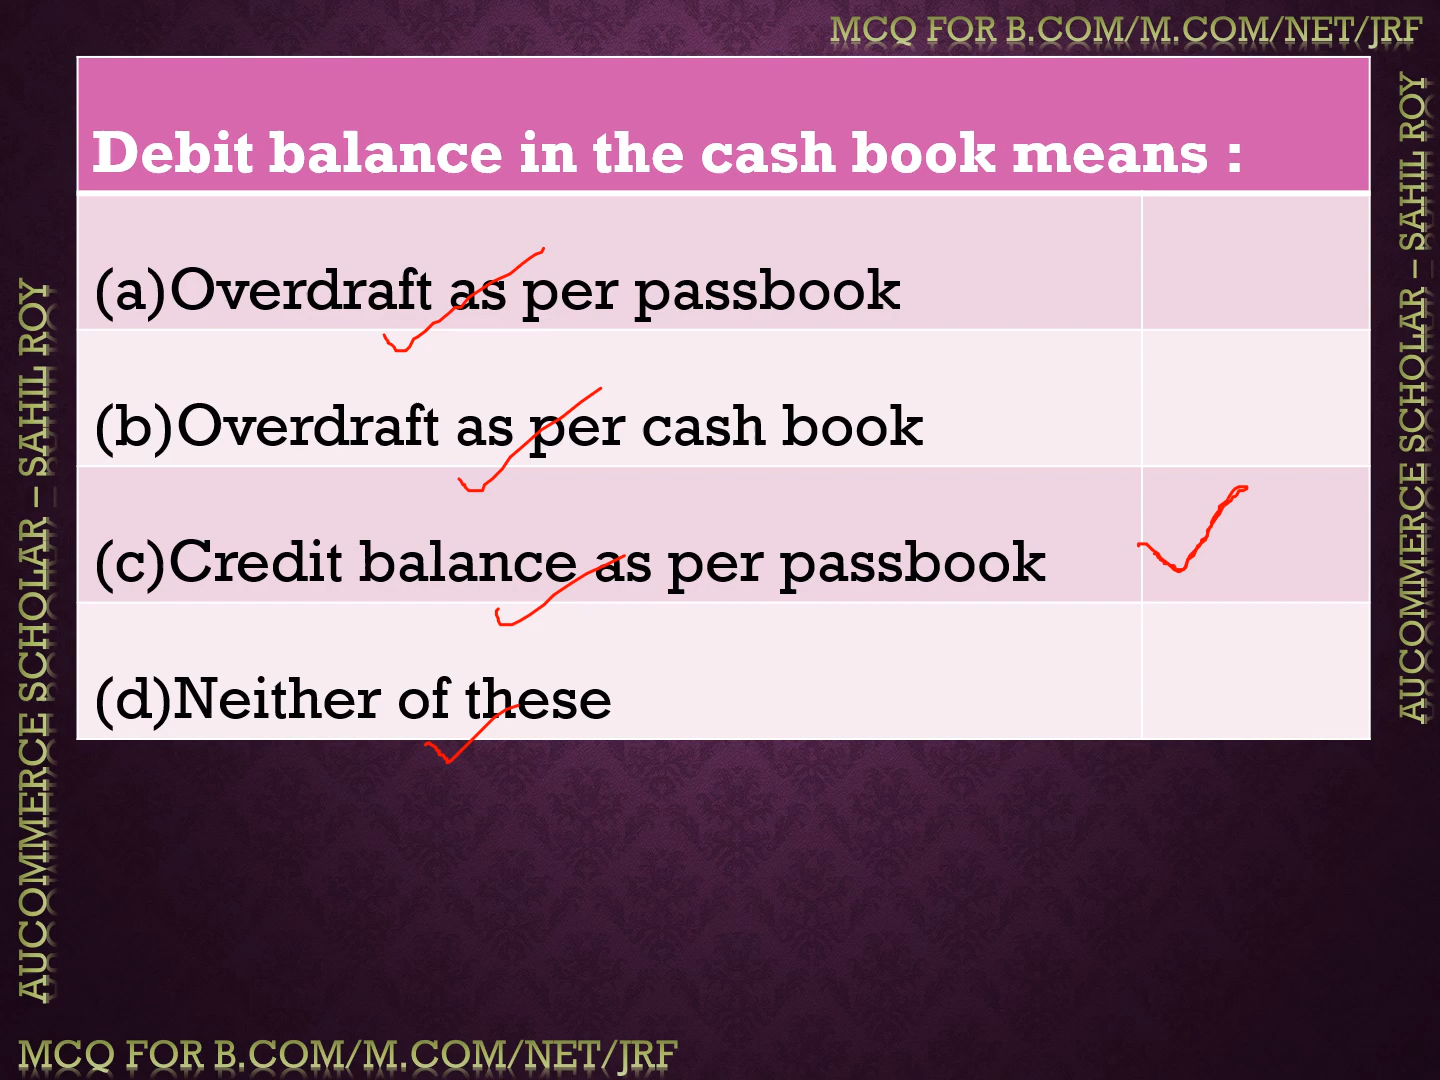 MCQ FOR B.COM/M.COM/NET/JRF
Debit balance in the cash book means :
(a)Overdraft as per passbook
(b)Overdraft as per cash book
(c)Credit balance as per passbook
(d)Neither of these
AUCOMMERCE SCHOLAR – SAHIL ROY
AUCOMMERCE SCHOLAR – SAHIL ROY
MCQ FOR B.COM/M.COM/NET/JRF